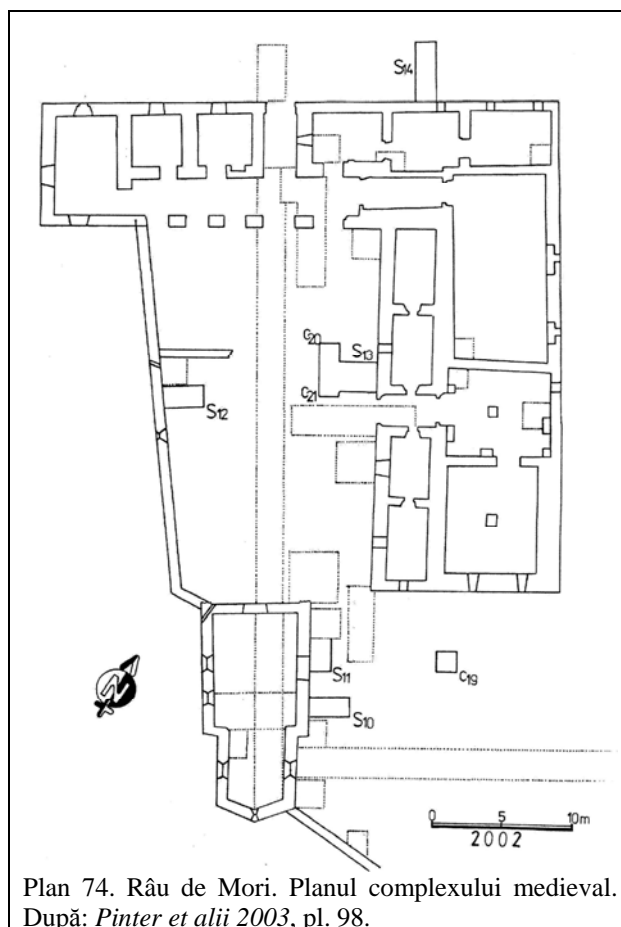 S14
C20
S13
C21
S12
S11
C19
S10
N
0 5 10m
2002
Plan 74. Râu de Mori. Planul complexului medieval.
După: Pinter et alii 2003, pl. 98.